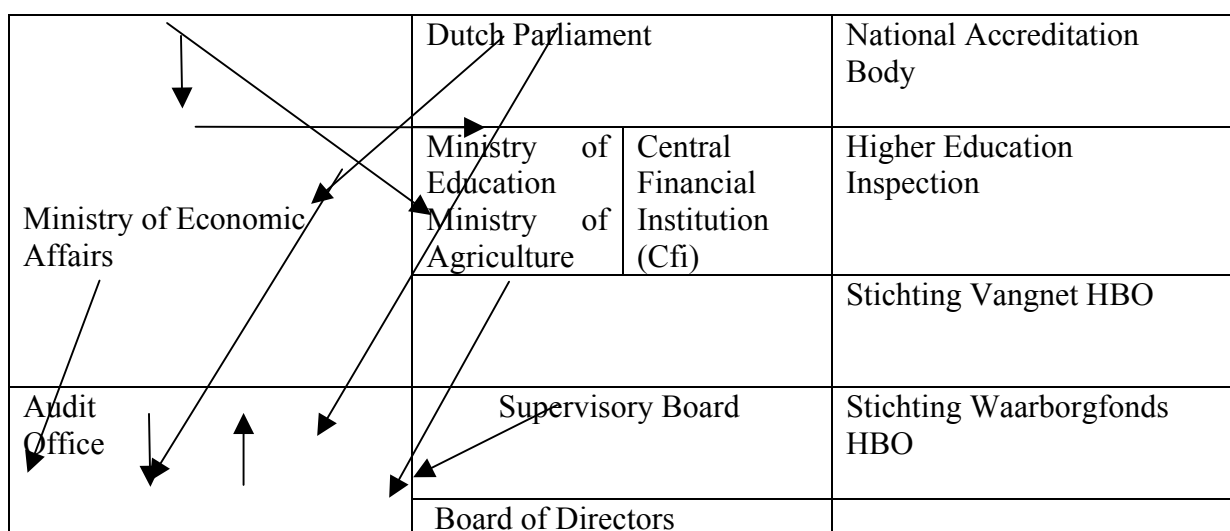 Dutch Parliament
National Accreditation
Body
Ministry of
Education
Ministry of
Agriculture
Central
Financial
Institution
(Cfi)
Higher Education
Inspection
Ministry of Economic
Affairs
Stichting Vangnet HBO
Audit
Office
Supervisory Board
Stichting Waarborgfonds
HBO
Board of Directors